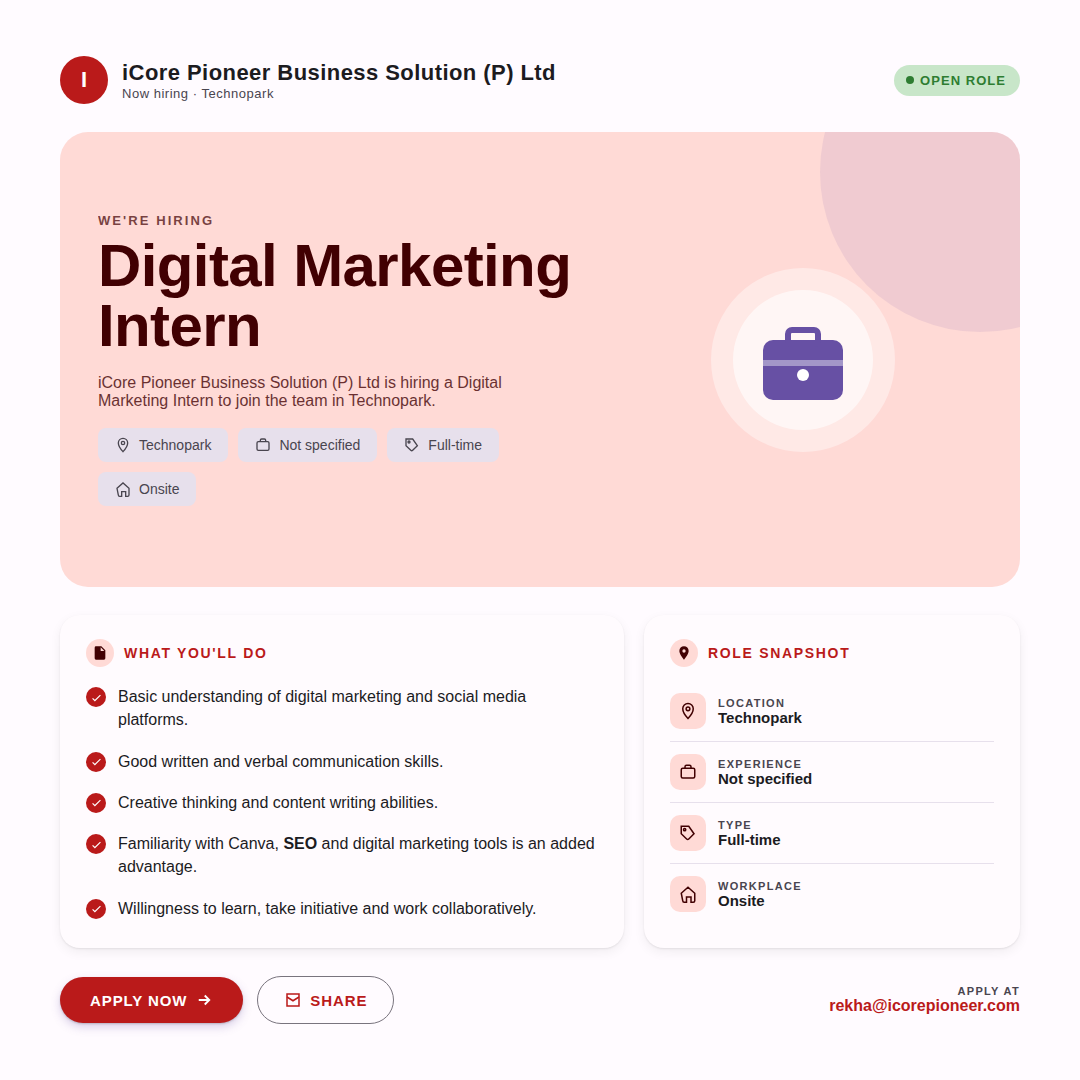 I
iCore Pioneer Business Solution (P) Ltd
Now hiring · Technopark
OPEN ROLE
WE'RE HIRING
Digital Marketing
Intern
iCore Pioneer Business Solution (P) Ltd is hiring a Digital
Marketing Intern to join the team in Technopark.
Technopark
Not specified
Full-time
Onsite
WHAT YOU'LL DO
Basic understanding of digital marketing and social media
platforms.
Good written and verbal communication skills.
Creative thinking and content writing abilities.
Familiarity with Canva, SEO and digital marketing tools is an added
advantage.
Willingness to learn, take initiative and work collaboratively.
ROLE SNAPSHOT
LOCATION
Technopark
EXPERIENCE
Not specified
TYPE
Full-time
WORKPLACE
Onsite
APPLY NOW
SHARE
APPLY AT
rekha@icorepioneer.com